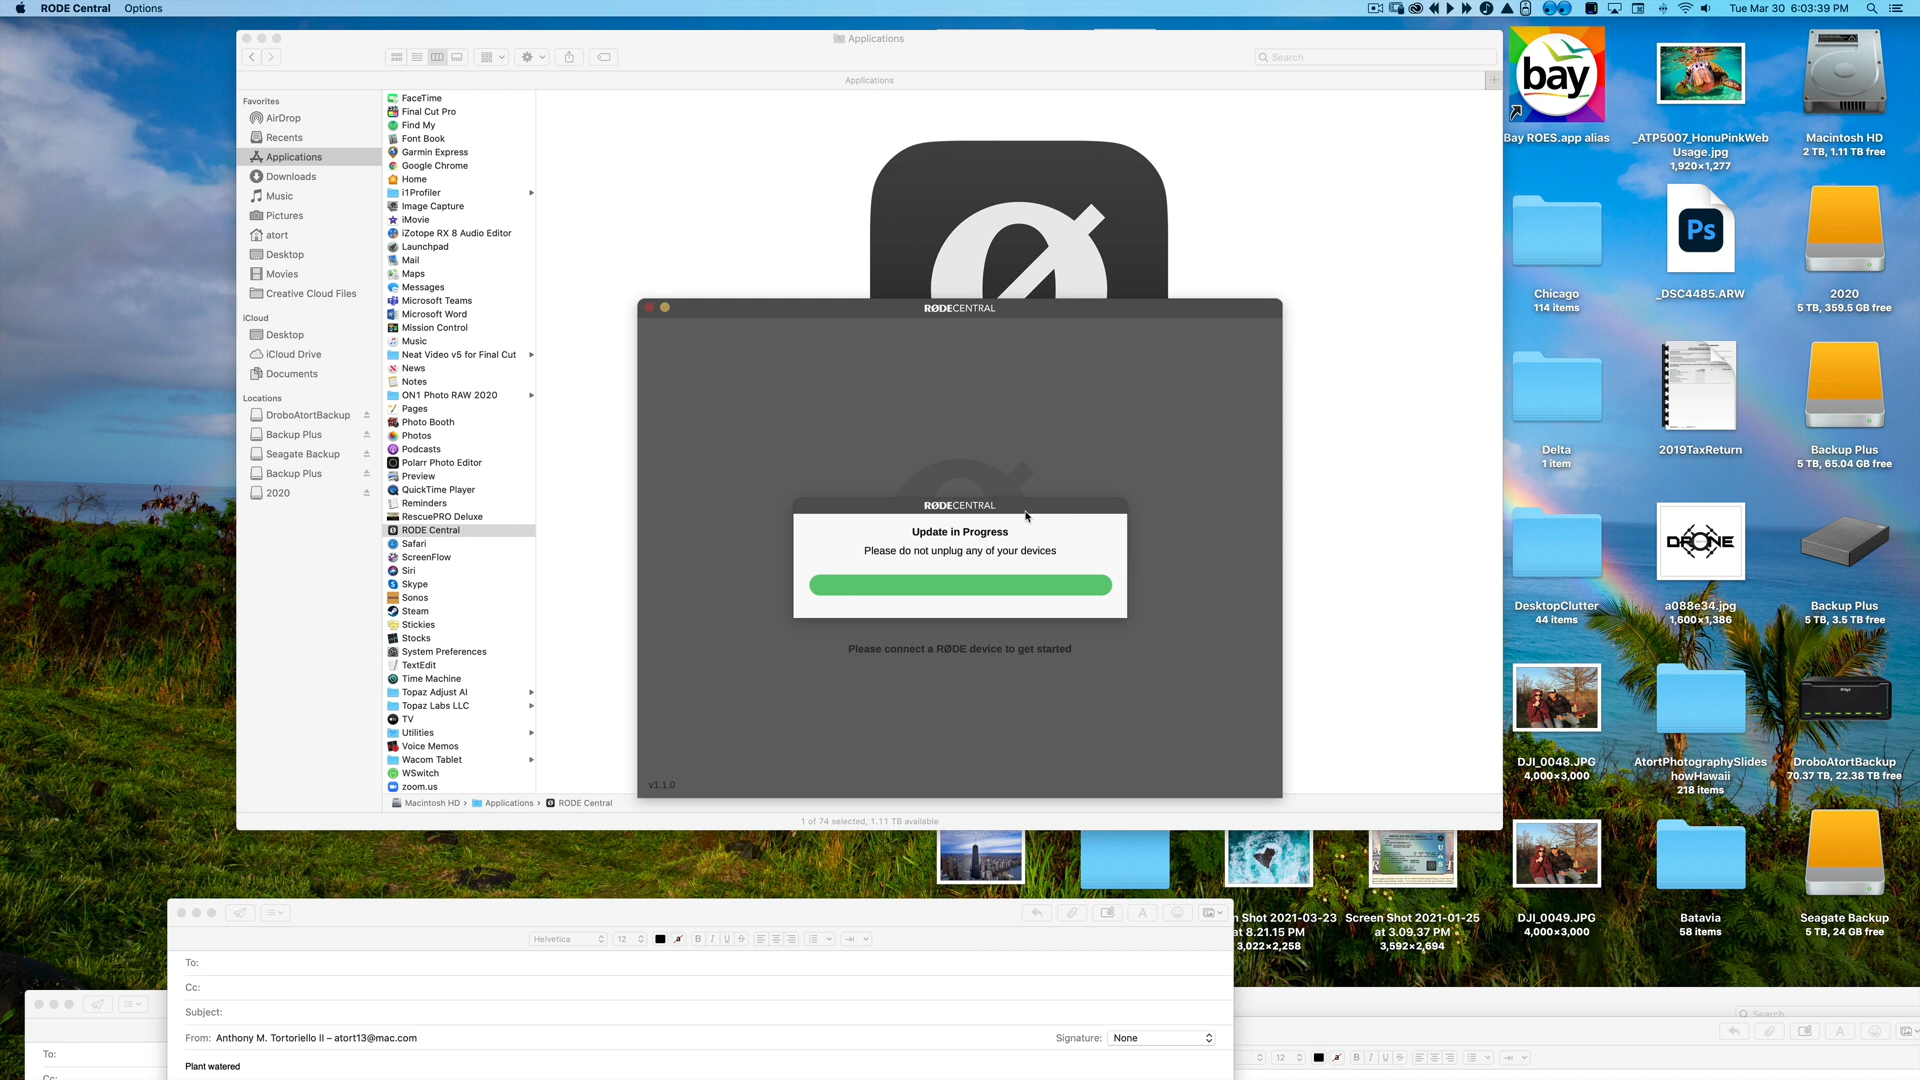 RODE Central Options Tue Mar 30 6:03:39 PM
Applications
Search
Applications
Favorites
AirDrop
Recents
Applications
Downloads
Music
Pictures
atort
Desktop
Movies
Creative Cloud Files
iCloud
Desktop
iCloud Drive
Documents
Locations
DroboAtortBackup
Backup Plus
Seagate Backup
Backup Plus
2020
FaceTime
Final Cut Pro
Find My
Font Book
Garmin Express
Google Chrome
Home
i1Profiler
Image Capture
iMovie
iZotope RX 8 Audio Editor
Launchpad
Mail
Maps
Messages
Microsoft Teams
Microsoft Word
Mission Control
Music
Neat Video v5 for Final Cut
News
Notes
ON1 Photo RAW 2020
Pages
Photo Booth
Photos
Podcasts
Polarr Photo Editor
Preview
QuickTime Player
Reminders
RescuePRO Deluxe
RODE Central
Safari
ScreenFlow
Siri
Skype
Sonos
Steam
Stickies
Stocks
System Preferences
TextEdit
Time Machine
Topaz Adjust AI
Topaz Labs LLC
TV
Utilities
Voice Memos
Wacom Tablet
WSwitch
zoom.us
Macintosh HD › Applications › RODE Central
1 of 74 selected, 1.11 TB available
RØDECENTRAL
RØDECENTRAL
Update in Progress
Please do not unplug any of your devices
Please connect a RØDE device to get started
v1.1.0
bay
Bay ROES.app alias
_ATP5007_HonuPinkWeb
Usage.jpg
1,920×1,277
Macintosh HD
2 TB, 1.11 TB free
Chicago
114 items
Ps
_DSC4485.ARW
2020
5 TB, 359.5 GB free
Delta
1 item
2019TaxReturn
Backup Plus
5 TB, 65.04 GB free
DesktopClutter
44 items
DRONE
a088e34.jpg
1,600×1,386
Backup Plus
5 TB, 3.5 TB free
DJI_0048.JPG
4,000×3,000
AtortPhotographySlides
howHawaii
218 items
DroboAtortBackup
70.37 TB, 22.38 TB free
n Shot 2021-03-23
at 8.21.15 PM
3,022×2,258
Screen Shot 2021-01-25
at 3.09.37 PM
3,592×2,694
DJI_0049.JPG
4,000×3,000
Batavia
58 items
Seagate Backup
5 TB, 24 GB free
Helvetica 12 B I U S
To:
Cc:
Subject:
From: Anthony M. Tortoriello II – atort13@mac.com
Signature: None
Plant watered
To:
Cc:
Search
12 B I U S